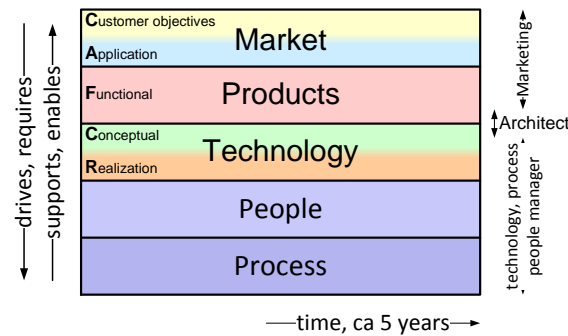 Customer objectives
Market
Application
Functional
Products
Conceptual
Technology
Realization
People
Process
drives, requires
supports, enables
Marketing
Architect
technology, process
people manager
time, ca 5 years